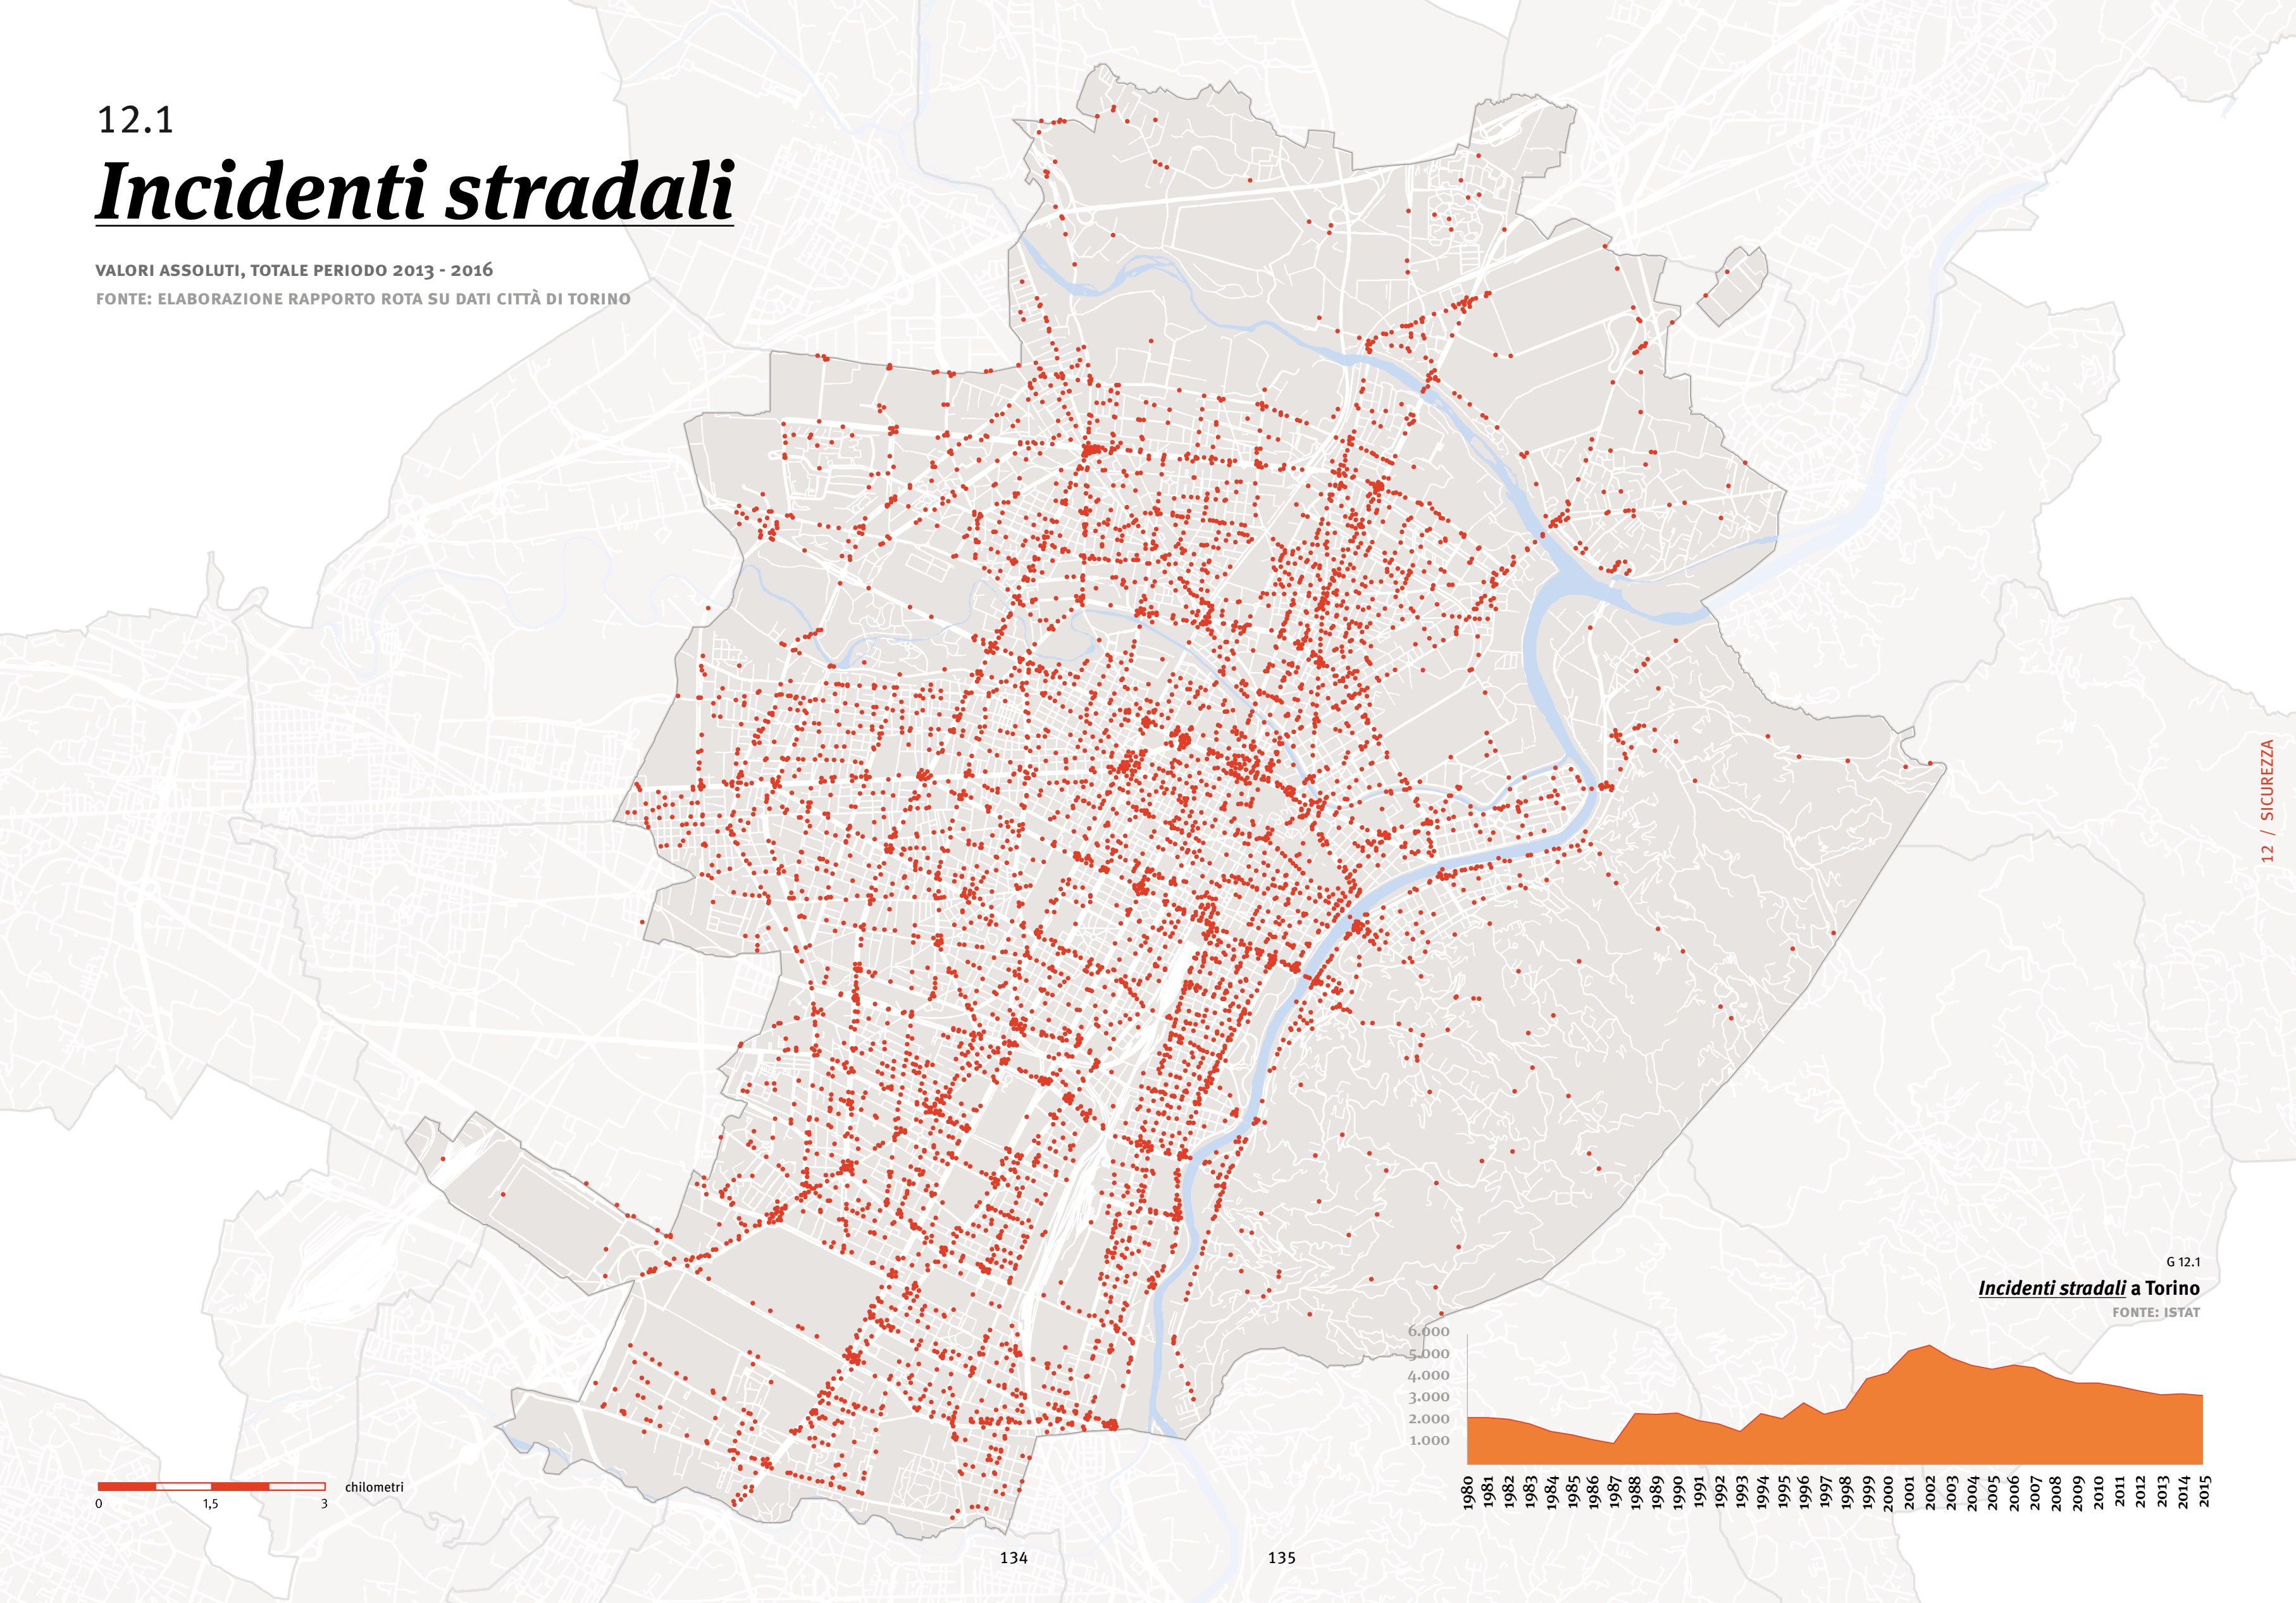 12.1
Incidenti stradali
VALORI ASSOLUTI, TOTALE PERIODO 2013 - 2016
FONTE: ELABORAZIONE RAPPORTO ROTA SU DATI CITTÀ DI TORINO
12 / SICUREZZA
G 12.1
Incidenti stradali a Torino
FONTE: ISTAT
6.000
5.000
4.000
3.000
2.000
1.000
1980 1981 1982 1983 1984 1985 1986 1987 1988 1989 1990 1991 1992 1993 1994 1995 1996 1997 1998 1999 2000 2001 2002 2003 2004 2005 2006 2007 2008 2009 2010 2011 2012 2013 2014 2015
chilometri
0 1,5 3
134 135